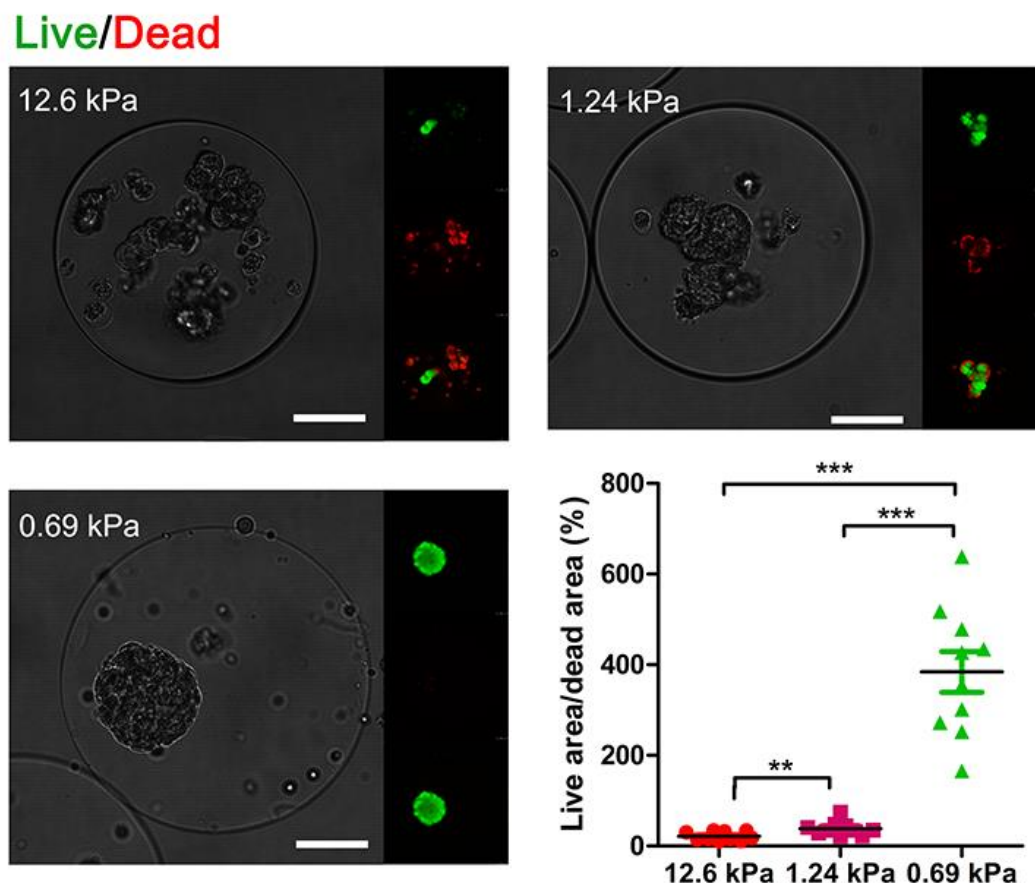 Live/Dead
12.6 kPa
1.24 kPa
0.69 kPa
Live area/dead area (%)
800
600
400
200
0
***
***
**
12.6 kPa 1.24 kPa 0.69 kPa